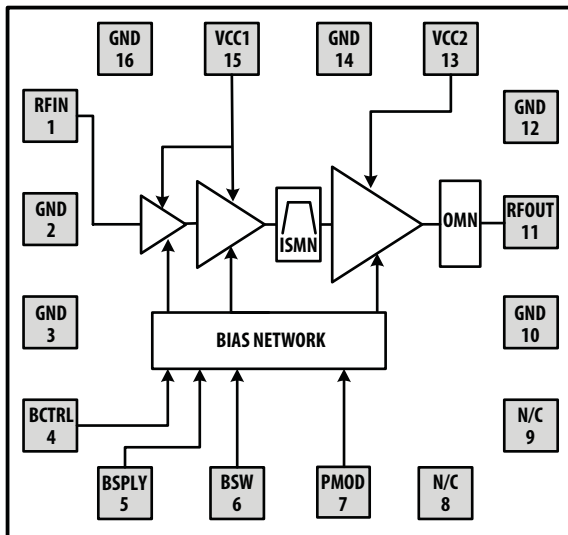 GND
16
VCC1
15
GND
14
VCC2
13
RFIN
1
GND
12
GND
2
ISMN
OMN
RFOUT
11
GND
3
BIAS NETWORK
GND
10
BCTRL
4
N/C
9
BSPLY
5
BSW
6
PMOD
7
N/C
8